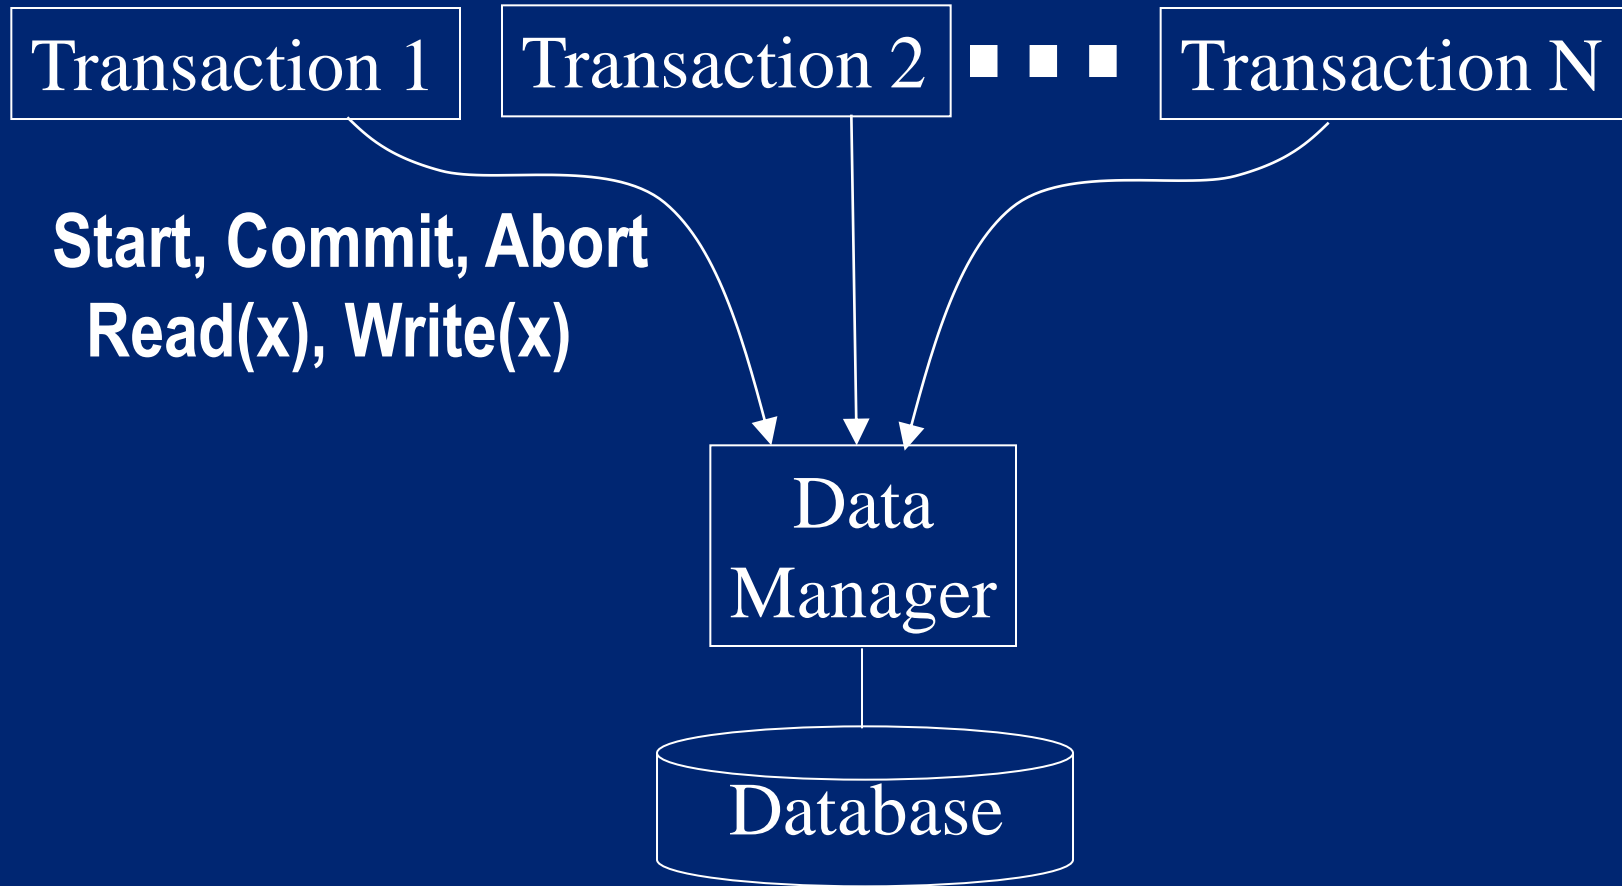 Transaction 1
Transaction 2
Transaction N
Start, Commit, Abort
Read(x), Write(x)
Data
Manager
Database